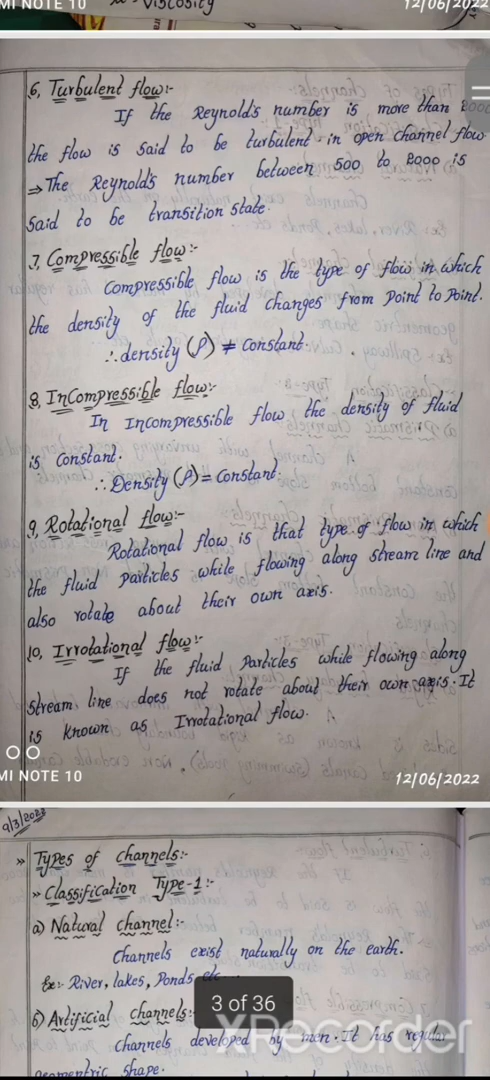 MI NOTE 10
Viscosity
12/06/2022
6, Turbulent flow:-
If the Reynold's number is more than 2000
the flow is said to be turbulent in open channel flow.
⇒ The Reynold's number between 500 to 2000 is
said to be transition state.
7, Compressible flow:-
Compressible flow is the type of flow in which
the density of the fluid changes from point to point.
∴ density (ρ) ≠ constant.
8, InCompressible flow:-
In Incompressible flow the density of fluid
is constant.
∴ Density (ρ) = constant.
9, Rotational flow:-
Rotational flow is that type of flow in which
the fluid particles while flowing along stream line and
also rotate about their own axis.
10, Irrotational flow:-
If the fluid particles while flowing along
stream line does not rotate about their own axis. It
is known as Irrotational flow.
MI NOTE 10
12/06/2022
9/3/2022
» Types of channels:-
» Classification Type-1:-
a) Natural channel:-
Channels exist naturally on the earth.
Ex:- River, lakes, Ponds etc
3 of 36
b) Artificial channels:-
XRecorder
channels developed by men. It has regular
geometric shape.